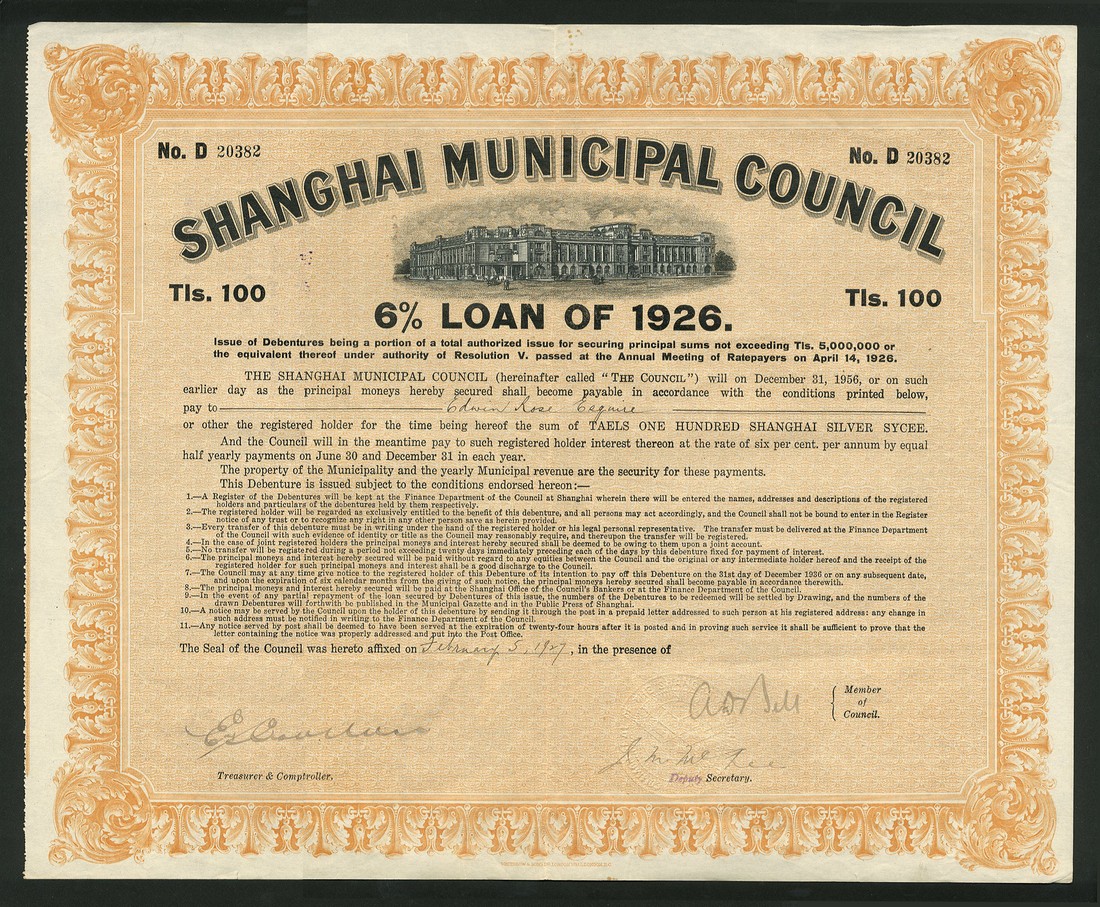 No. D 20382
No. D 20382
SHANGHAI MUNICIPAL COUNCIL
Tls. 100
Tls. 100
6% LOAN OF 1926.
Issue of Debentures being a portion of a total authorized issue for securing principal sums not exceeding Tls. 5,000,000 or
the equivalent thereof under authority of Resolution V. passed at the Annual Meeting of Ratepayers on April 14, 1926.
THE SHANGHAI MUNICIPAL COUNCIL (hereinafter called "THE COUNCIL") will on December 31, 1956, or on such
earlier day as the principal moneys hereby secured shall become payable in accordance with the conditions printed below,
pay to Edwin Rose Esquire
or other the registered holder for the time being hereof the sum of TAELS ONE HUNDRED SHANGHAI SILVER SYCEE.
And the Council will in the meantime pay to such registered holder interest thereon at the rate of six per cent. per annum by equal
half yearly payments on June 30 and December 31 in each year.
The property of the Municipality and the yearly Municipal revenue are the security for these payments.
This Debenture is issued subject to the conditions endorsed hereon:—
1.—A Register of the Debentures will be kept at the Finance Department of the Council at Shanghai wherein there will be entered the names, addresses and descriptions of the registered
holders and particulars of the debentures held by them respectively.
2.—The registered holder will be regarded as exclusively entitled to the benefit of this debenture, and all persons may act accordingly, and the Council shall not be bound to enter in the Register
notice of any trust or to recognize any right in any other person save as herein provided.
3.—Every transfer of this debenture must be in writing under the hand of the registered holder or his legal personal representative. The transfer must be delivered at the Finance Department
of the Council with such evidence of identity or title as the Council may reasonably require, and thereupon the transfer will be registered.
4.—In the case of joint registered holders the principal moneys and interest hereby secured shall be deemed to be owing to them upon a joint account.
5.—No transfer will be registered during a period not exceeding twenty days immediately preceding each of the days by this debenture fixed for payment of interest.
6.—The principal moneys and interest hereby secured will be paid without regard to any equities between the Council and the original or any intermediate holder hereof and the receipt of the
registered holder for such principal moneys and interest shall be a good discharge to the Council.
7.—The Council may at any time give notice to the registered holder of this Debenture of its intention to pay off this Debenture on the 31st day of December 1936 or on any subsequent date,
and upon the expiration of six calendar months from the giving of such notice, the principal moneys hereby secured shall become payable in accordance therewith.
8.—The principal moneys and interest hereby secured will be paid at the Shanghai Office of the Council's Bankers or at the Finance Department of the Council.
9.—In the event of any partial repayment of the loan secured by Debentures of this issue, the numbers of the Debentures to be redeemed will be settled by Drawing, and the numbers of the
drawn Debentures will forthwith be published in the Municipal Gazette and in the Public Press of Shanghai.
10.—A notice may be served by the Council upon the holder of this debenture by sending it through the post in a prepaid letter addressed to such person at his registered address: any change in
such address must be notified in writing to the Finance Department of the Council.
11.—Any notice served by post shall be deemed to have been served at the expiration of twenty-four hours after it is posted and in proving such service it shall be sufficient to prove that the
letter containing the notice was properly addressed and put into the Post Office.
The Seal of the Council was hereto affixed on February 5, 1927, in the presence of
A D Bell
Member
of
Council.
Treasurer & Comptroller.
Deputy Secretary.